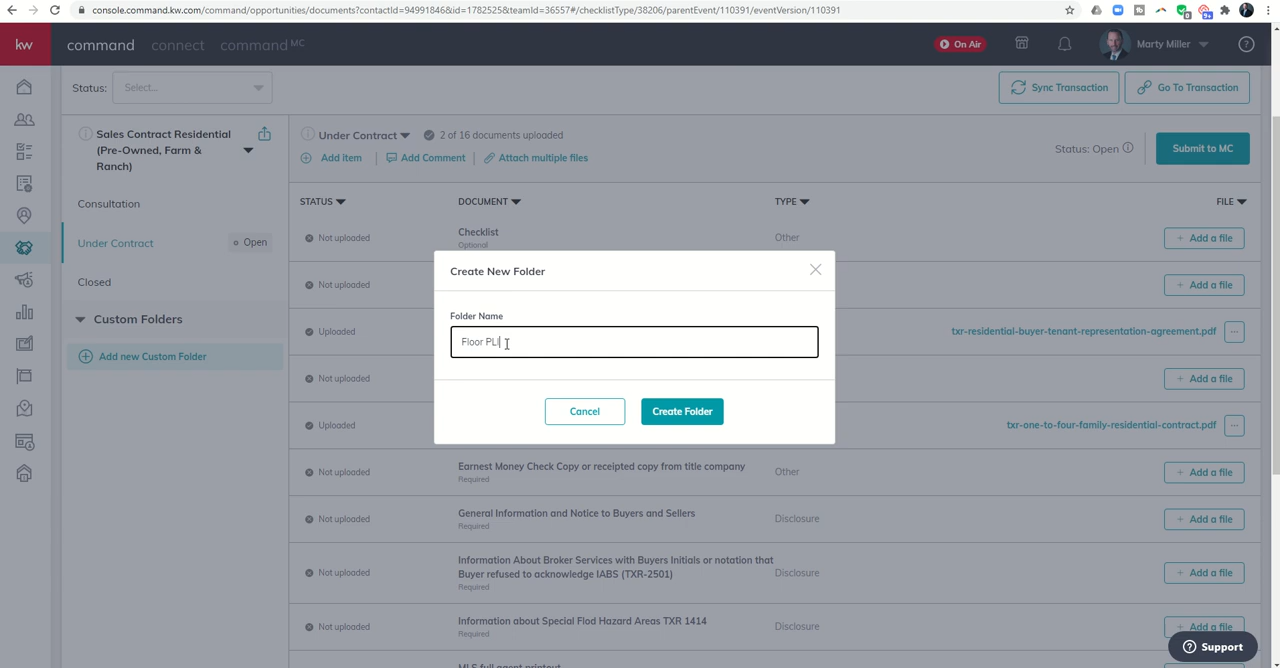 console.command.kw.com/command/opportunities/documents?contactId=94991846&id=1782525&teamId=36557#/checklistType/38206/parentEvent/110391/eventVersion/110391
kw
command
connect
command MC
On Air
Marty Miller
Status:
Select...
Sync Transaction
Go To Transaction
Sales Contract Residential
(Pre-Owned, Farm &
Ranch)
Consultation
Under Contract
Open
Closed
Custom Folders
Add new Custom Folder
Under Contract
2 of 16 documents uploaded
Add item
Add Comment
Attach multiple files
Status: Open
Submit to MC
STATUS
DOCUMENT
TYPE
FILE
Not uploaded
Checklist
Optional
Other
+ Add a file
Not uploaded
+ Add a file
Uploaded
txr-residential-buyer-tenant-representation-agreement.pdf
...
Not uploaded
+ Add a file
Uploaded
txr-one-to-four-family-residential-contract.pdf
...
Not uploaded
Earnest Money Check Copy or receipted copy from title company
Required
Other
+ Add a file
Not uploaded
General Information and Notice to Buyers and Sellers
Required
Disclosure
+ Add a file
Not uploaded
Information About Broker Services with Buyers Initials or notation that
Buyer refused to acknowledge IABS (TXR-2501)
Required
Disclosure
+ Add a file
Not uploaded
Information about Special Flod Hazard Areas TXR 1414
Required
Disclosure
+ Add a file
MLS full agent printout
Create New Folder
Folder Name
Floor PLI
Cancel
Create Folder
Support